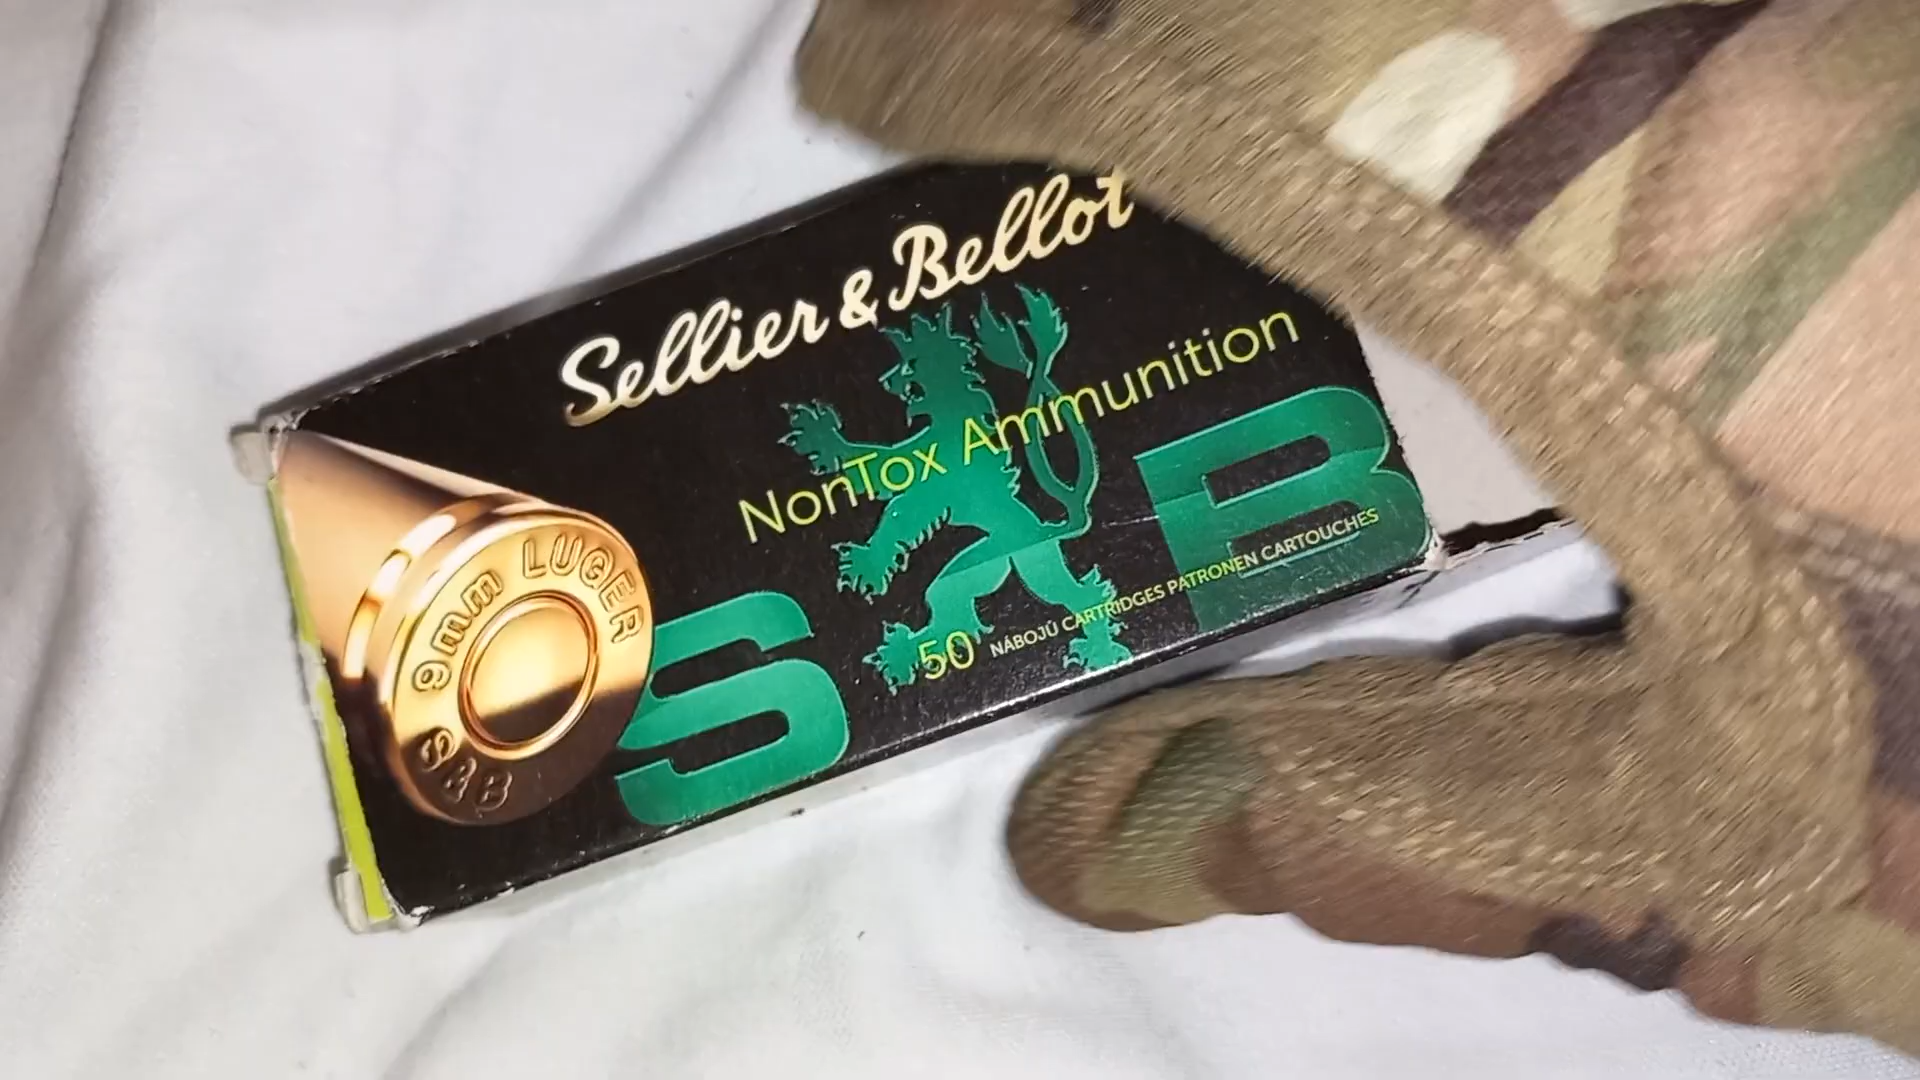 Sellier & Bellot
NonTox Ammunition
S B
50 NÁBOJŮ CARTRIDGES PATRONEN CARTOUCHES
9mm LUGER
S&B